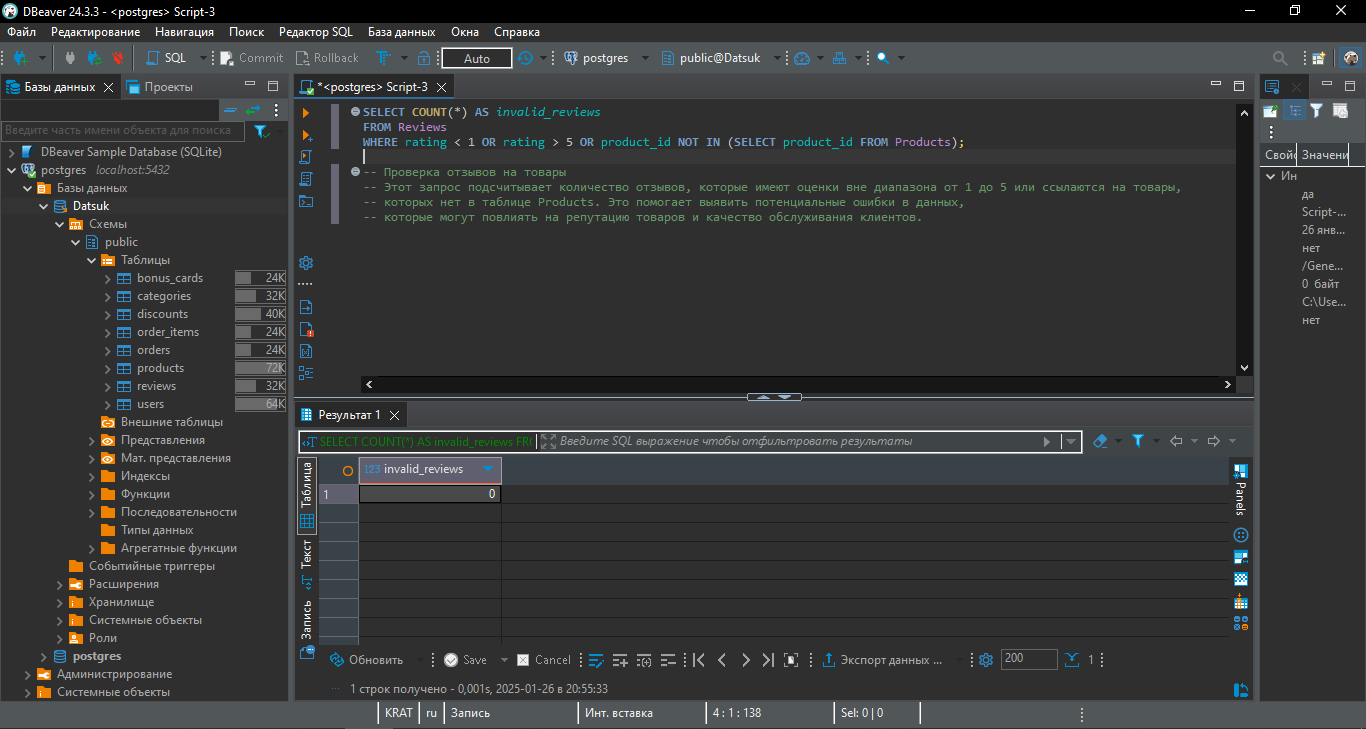 DBeaver 24.3.3 - <postgres> Script-3
Файл Редактирование Навигация Поиск Редактор SQL База данных Окна Справка
SQL Commit Rollback Auto postgres public@Datsuk
Базы данных Проекты
Введите часть имени объекта для поиска
DBeaver Sample Database (SQLite)
postgres localhost:5432
Базы данных
Datsuk
Схемы
public
Таблицы
bonus_cards 24K
categories 32K
discounts 40K
order_items 24K
orders 24K
products 72K
reviews 32K
users 64K
Внешние таблицы
Представления
Мат. представления
Индексы
Функции
Последовательности
Типы данных
Агрегатные функции
Событийные триггеры
Расширения
Хранилище
Системные объекты
Роли
postgres
Администрирование
Системные объекты
*<postgres> Script-3
SELECT COUNT(*) AS invalid_reviews
FROM Reviews
WHERE rating < 1 OR rating > 5 OR product_id NOT IN (SELECT product_id FROM Products);
-- Проверка отзывов на товары
-- Этот запрос подсчитывает количество отзывов, которые имеют оценки вне диапазона от 1 до 5 или ссылаются на товары,
-- которых нет в таблице Products. Это помогает выявить потенциальные ошибки в данных,
-- которые могут повлиять на репутацию товаров и качество обслуживания клиентов.
Результат 1
SELECT COUNT(*) AS invalid_reviews FRO Введите SQL выражение чтобы отфильтровать результаты
Таблица
Текст
Запись
123 invalid_reviews
1 0
Panels
Обновить Save Cancel Экспорт данных ... 200 1
1 строк получено - 0,001s, 2025-01-26 в 20:55:33
Свойс Значени
Ин
да
Script-...
26 янв...
нет
/Gene...
0 байт
C:\Use...
нет
KRAT ru Запись Инт. вставка 4 : 1 : 138 Sel: 0 | 0